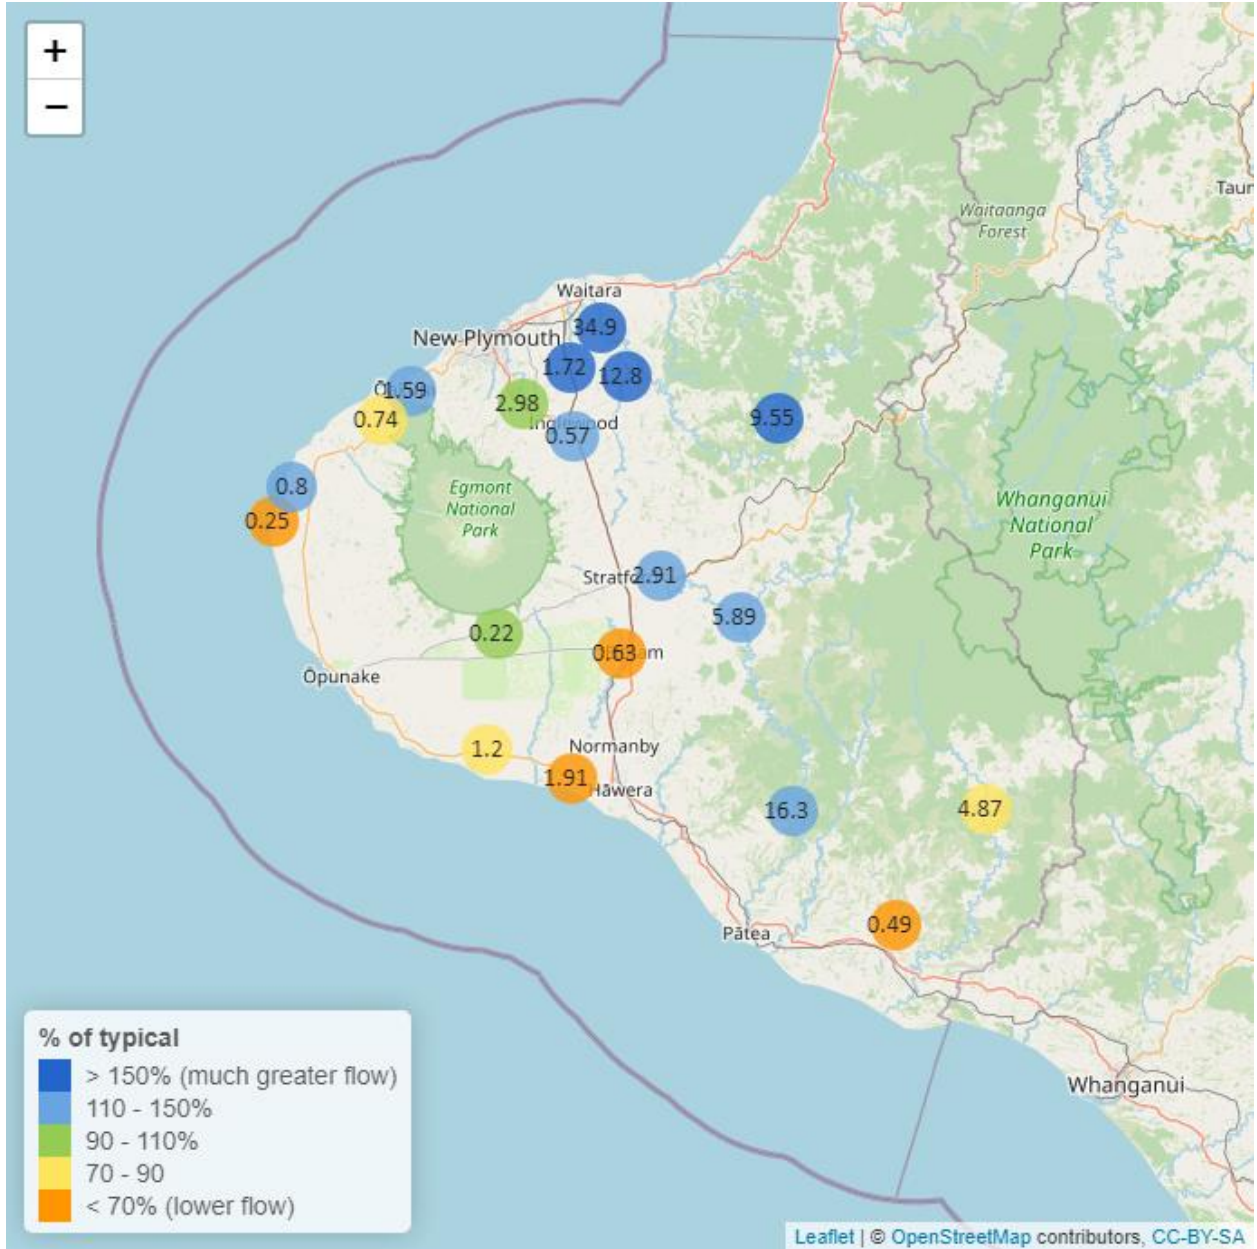 +
−
Taur
Waitaanga
Forest
Waitara
34.9
New Plymouth
1.72
12.8
1.59
2.98
9.55
0.74
0.57
Egmont
National
Park
0.8
0.25
Whanganui
National
Park
Stratfo
2.91
5.89
0.22
0.63
am
Ōpunake
1.2
Normanby
1.91
Hāwera
16.3
4.87
0.49
Pātea
Whanganui
% of typical
> 150% (much greater flow)
110 - 150%
90 - 110%
70 - 90
< 70% (lower flow)
Leaflet | © OpenStreetMap contributors, CC-BY-SA